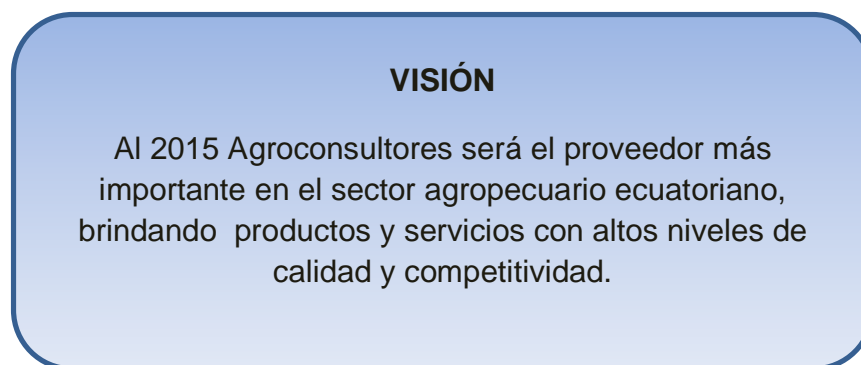 VISIÓN
Al 2015 Agroconsultores será el proveedor más
importante en el sector agropecuario ecuatoriano,
brindando  productos y servicios con altos niveles de
calidad y competitividad.